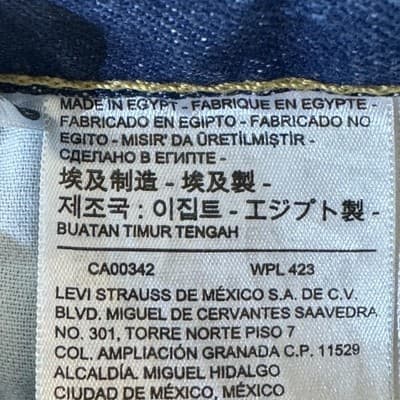 MADE IN EGYPT - FABRIQUE EN EGYPTE -
FABRICADO EN EGIPTO - FABRICADO NO
EGITO - MISIR' DA ÜRETİLMİŞTİR -
СДЕЛАНО В ЕГИПТЕ -
埃及制造 - 埃及製 -
제조국 : 이집트 - エジプト製 -
BUATAN TIMUR TENGAH
CA00342 WPL 423
LEVI STRAUSS DE MÉXICO S.A. DE C.V.
BLVD. MIGUEL DE CERVANTES SAAVEDRA
NO. 301, TORRE NORTE PISO 7
COL. AMPLIACIÓN GRANADA C.P. 11529
ALCALDÍA. MIGUEL HIDALGO
CIUDAD DE MÉXICO, MÉXICO